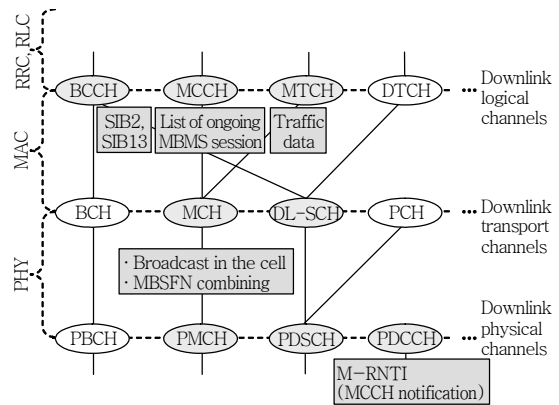 RRC, RLC
BCCH MCCH MTCH DTCH ··· Downlink
logical
channels
SIB2,
SIB13
List of ongoing
MBMS session
Traffic
data
MAC
BCH MCH DL-SCH PCH ··· Downlink
transport
channels
· Broadcast in the cell
· MBSFN combining
PHY
PBCH PMCH PDSCH PDCCH ··· Downlink
physical
channels
M-RNTI
(MCCH notification)